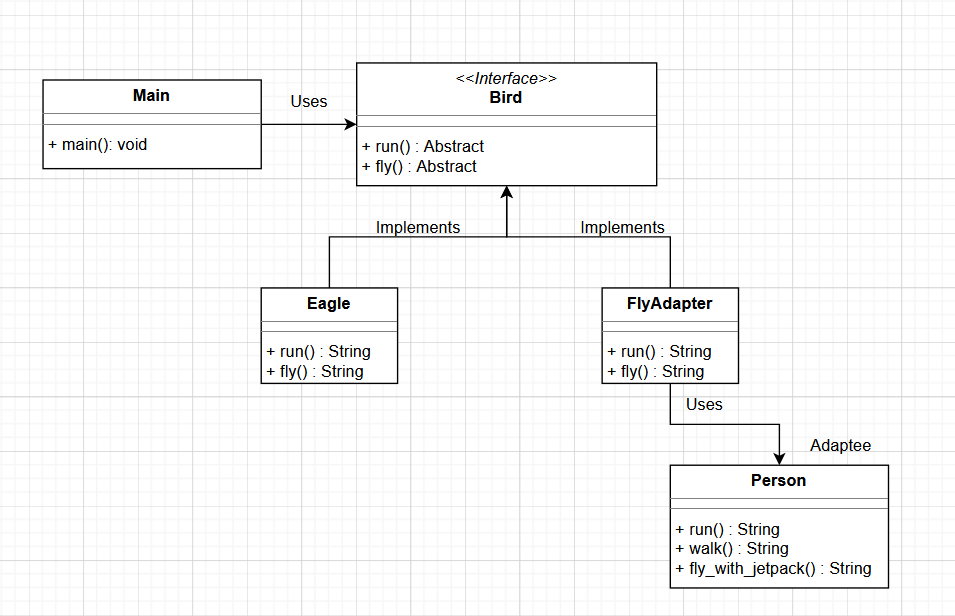 Main
+ main(): void
Uses
<<Interface>>
Bird
+ run() : Abstract
+ fly() : Abstract
Implements
Implements
Eagle
+ run() : String
+ fly() : String
FlyAdapter
+ run() : String
+ fly() : String
Uses
Adaptee
Person
+ run() : String
+ walk() : String
+ fly_with_jetpack() : String